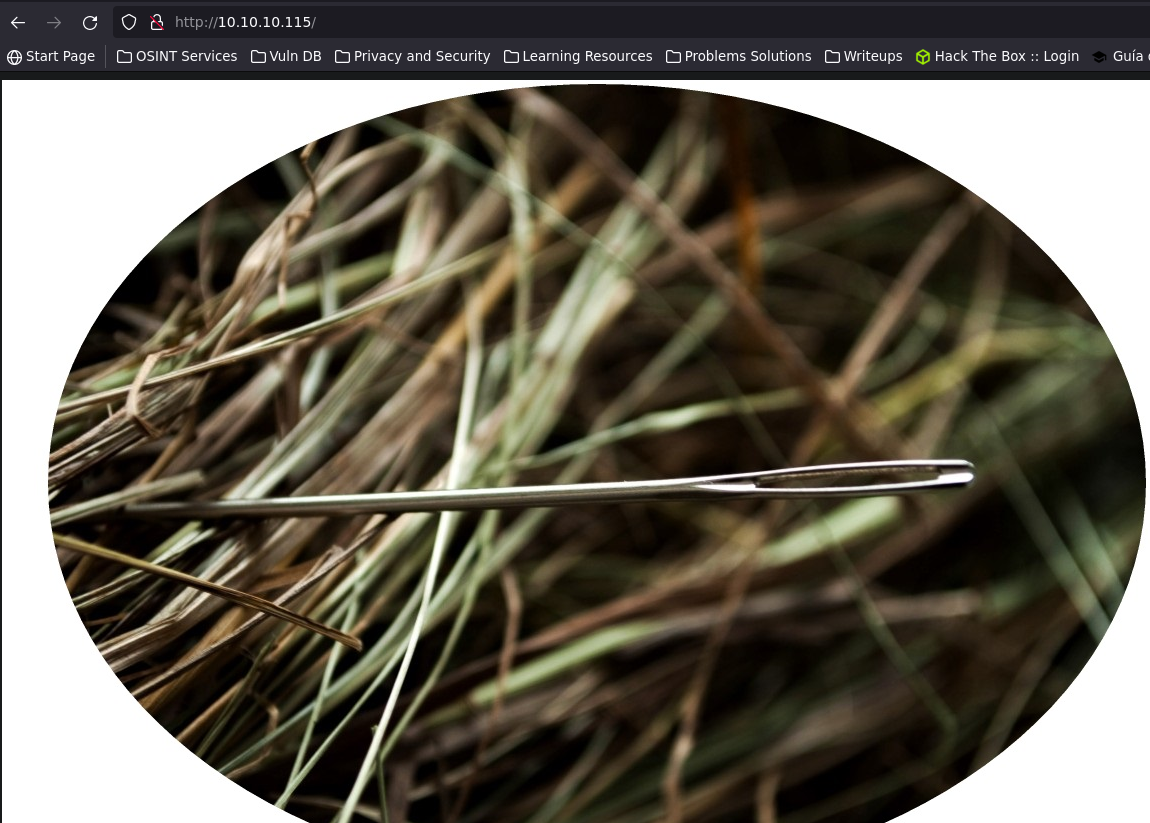 http://10.10.10.115/
Start Page OSINT Services Vuln DB Privacy and Security Learning Resources Problems Solutions Writeups Hack The Box :: Login Guía